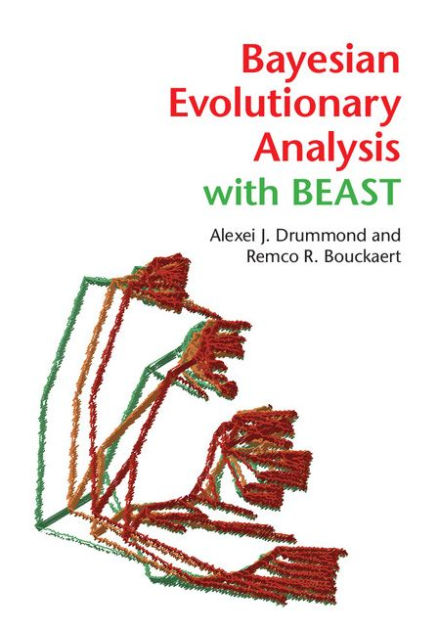 Bayesian
Evolutionary
Analysis
with BEAST
Alexei J. Drummond and
Remco R. Bouckaert